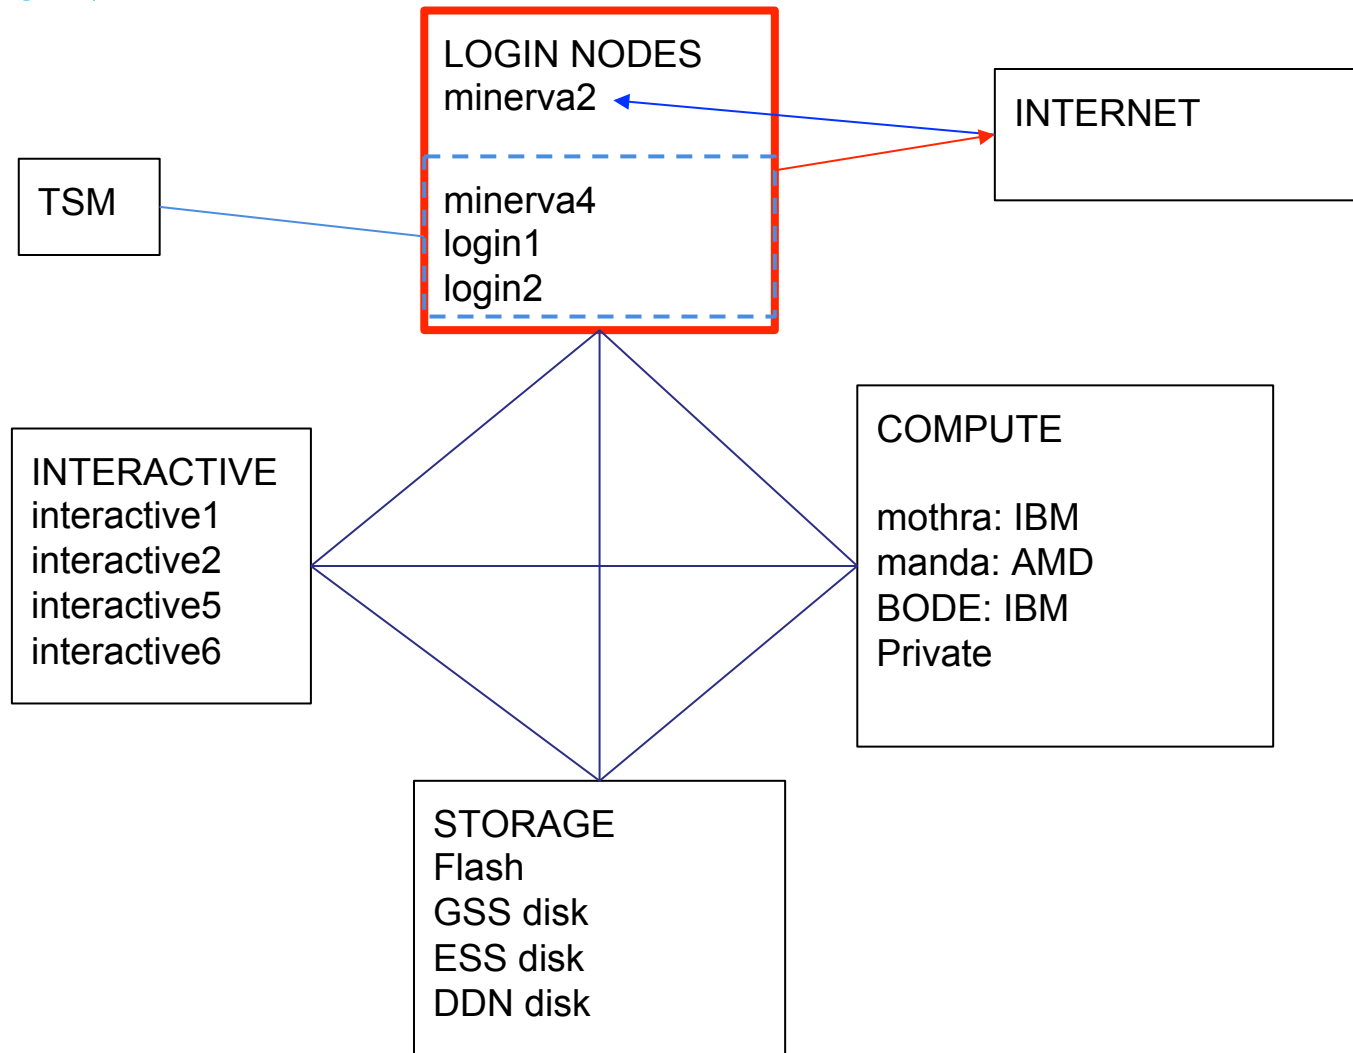 LOGIN NODES
minerva2
minerva4
login1
login2
INTERNET
TSM
INTERACTIVE
interactive1
interactive2
interactive5
interactive6
COMPUTE
mothra: IBM
manda: AMD
BODE: IBM
Private
STORAGE
Flash
GSS disk
ESS disk
DDN disk